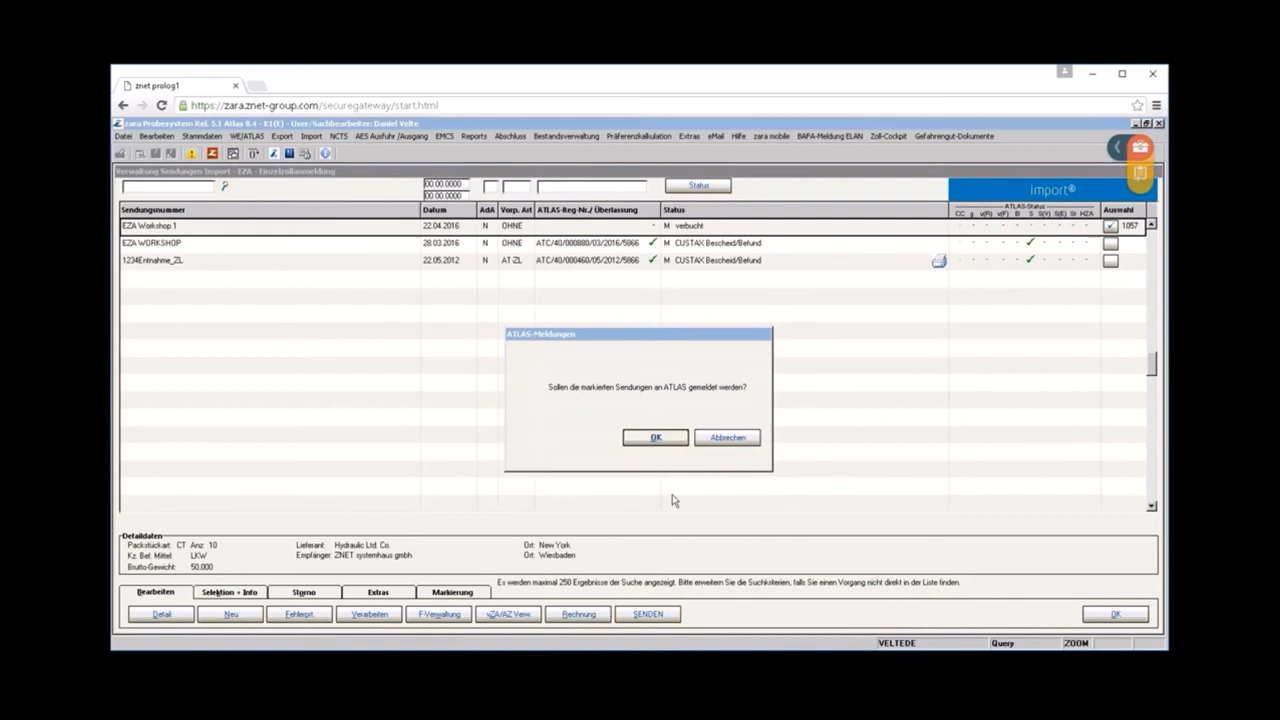 znet prolog1
https://zara.znet-group.com/securegateway/start.html
zara Probesystem Rel. 5.1 Atlas 8.4 - K1(E) - User/Sachbearbeiter: Daniel Velte
Datei Bearbeiten Stammdaten WE/ATLAS Export Import NCTS AES Ausfuhr /Ausgang EMCS Reports Abschluss Bestandsverwaltung Präferenzkalkulation Extras eMail Hilfe zara mobile BAFA-Meldung ELAN Zoll-Cockpit Gefahrengut-Dokumente
Verwaltung Sendungen Import - EZA - Einzelzollanmeldung
00.00.0000 Status import®
00.00.0000
ATLAS-Status
Sendungsnummer Datum AdA Vorp. Art ATLAS-Reg-Nr./ Überlassung Status CC g v(R) v(F) B S S(V) S(E) St HZA Auswahl
EZA Workshop 1 22.04.2016 N OHNE - M verbucht - - - - - - - - - - 1057
EZA WORKSHOP 28.03.2016 N OHNE ATC/40/000880/03/2016/5866 ✓ M CUSTAX Bescheid/Befund - - - - - ✓ - - - -
1234Entnahme_ZL 22.05.2012 N AT-ZL ATC/40/000460/05/2012/5866 ✓ M CUSTAX Bescheid/Befund - - - - - ✓ - - - -
ATLAS-Meldungen
Sollen die markierten Sendungen an ATLAS gemeldet werden?
OK Abbrechen
Detaildaten
Packstückart: CT Anz: 10 Lieferant: Hydraulic Ltd. Co. Ort: New York
Kz. Bef. Mittel: LKW Empfänger: ZNET systemhaus gmbh Ort: Wiesbaden
Brutto-Gewicht: 50,000
Es werden maximal 250 Ergebnisse der Suche angezeigt. Bitte erweitern Sie die Suchkriterien, falls Sie einen Vorgang nicht direkt in der Liste finden.
Bearbeiten Selektion + Info Storno Extras Markierung
Detail Neu Fehlerprt. Verarbeiten F-Verwaltung vZA/AZ Verw. Rechnung SENDEN OK
VELTEDE Query ZOOM